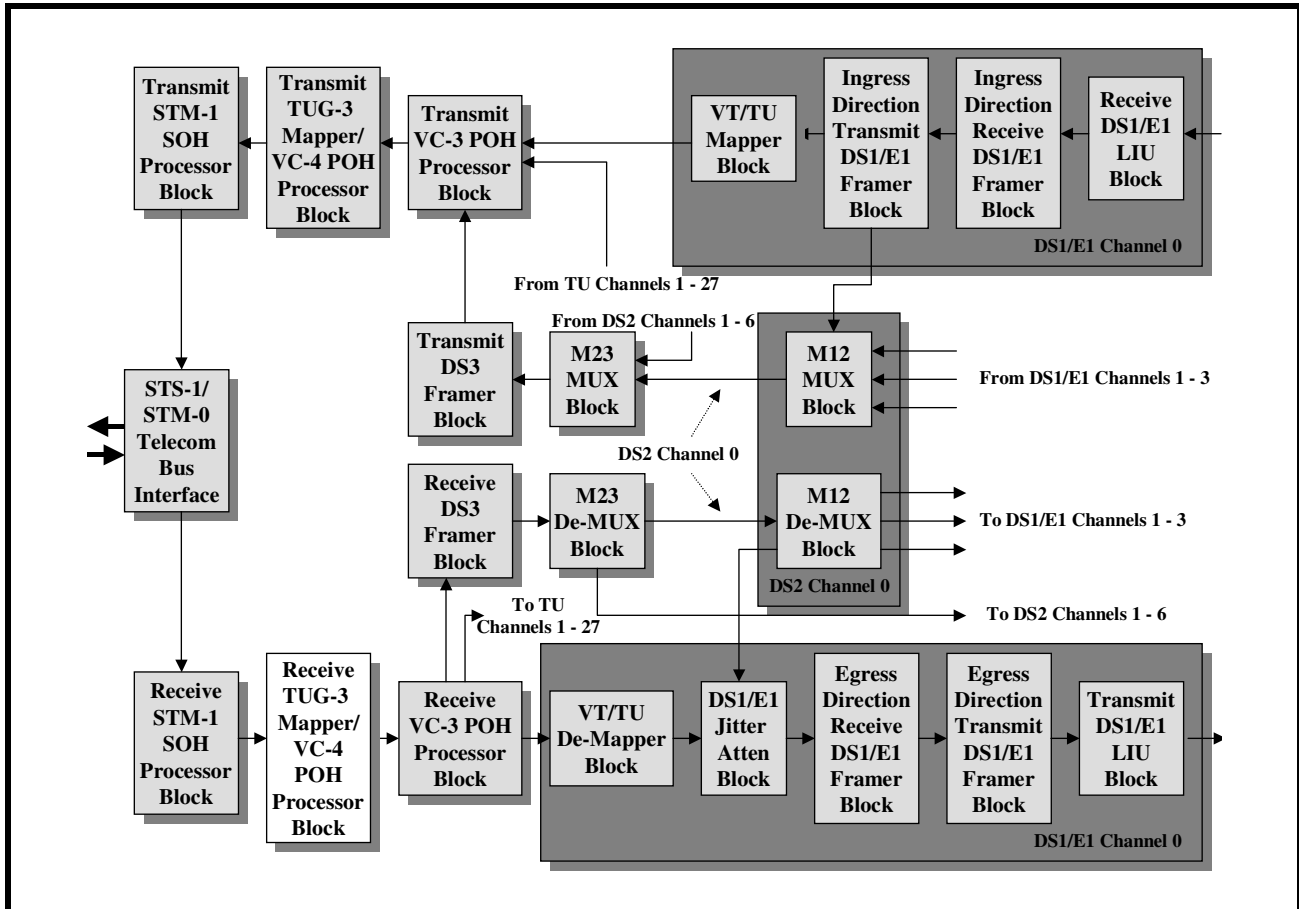 Transmit
STM-1
SOH
Processor
Block
Transmit
TUG-3
Mapper/
VC-4 POH
Processor
Block
Transmit
VC-3 POH
Processor
Block
VT/TU
Mapper
Block
Ingress
Direction
Transmit
DS1/E1
Framer
Block
Ingress
Direction
Receive
DS1/E1
Framer
Block
Receive
DS1/E1
LIU
Block
DS1/E1 Channel 0
From TU Channels 1 - 27
From DS2 Channels 1 - 6
Transmit
DS3
Framer
Block
M23
MUX
Block
M12
MUX
Block
From DS1/E1 Channels 1 - 3
STS-1/
STM-0
Telecom
Bus
Interface
DS2 Channel 0
Receive
DS3
Framer
Block
M23
De-MUX
Block
M12
De-MUX
Block
To DS1/E1 Channels 1 - 3
DS2 Channel 0
To TU
Channels 1 - 27
To DS2 Channels 1 - 6
Receive
STM-1
SOH
Processor
Block
Receive
TUG-3
Mapper/
VC-4
POH
Processor
Block
Receive
VC-3 POH
Processor
Block
VT/TU
De-Mapper
Block
DS1/E1
Jitter
Atten
Block
Egress
Direction
Receive
DS1/E1
Framer
Block
Egress
Direction
Transmit
DS1/E1
Framer
Block
Transmit
DS1/E1
LIU
Block
DS1/E1 Channel 0